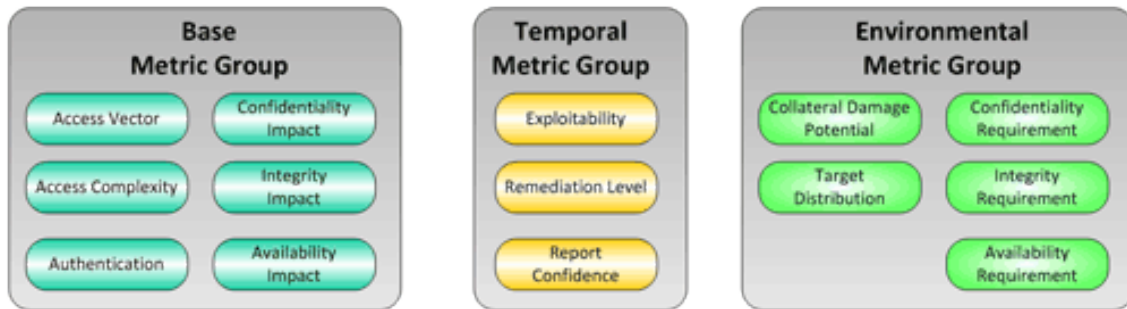 Base
Metric Group
Access Vector
Confidentiality
Impact
Access Complexity
Integrity
Impact
Authentication
Availability
Impact
Temporal
Metric Group
Exploitability
Remediation Level
Report
Confidence
Environmental
Metric Group
Collateral Damage
Potential
Confidentiality
Requirement
Target
Distribution
Integrity
Requirement
Availability
Requirement